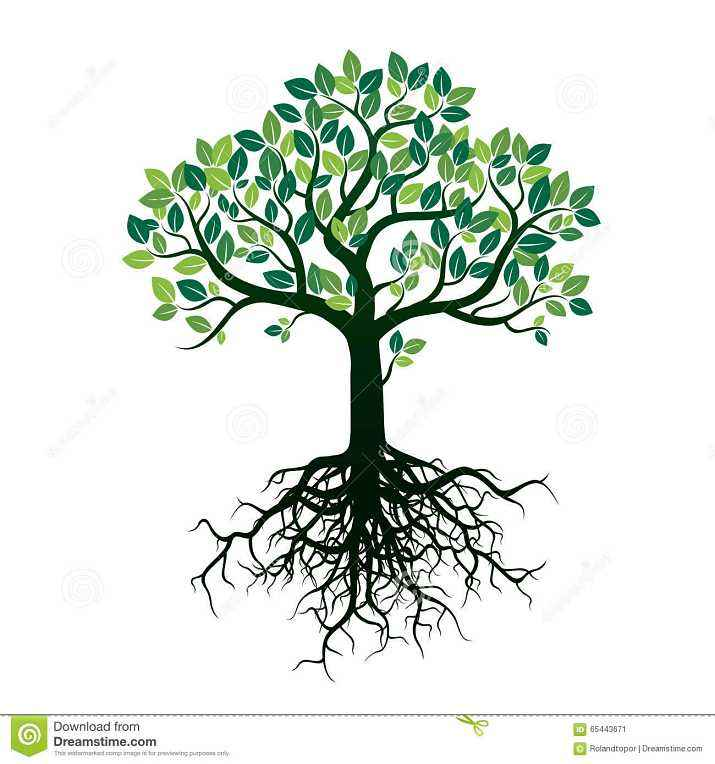 Download from
Dreamstime.com
This watermarked comp image is for previewing purposes only.
ID 65443671
© Rolandtopor | Dreamstime.com